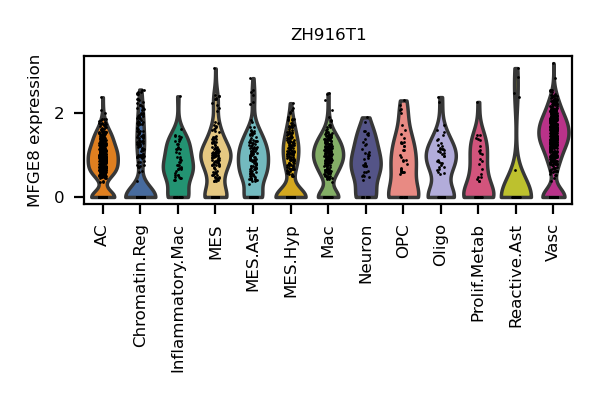 ZH916T1
MFGE8 expression
2
0
AC
Chromatin.Reg
Inflammatory.Mac
MES
MES.Ast
MES.Hyp
Mac
Neuron
OPC
Oligo
Prolif.Metab
Reactive.Ast
Vasc